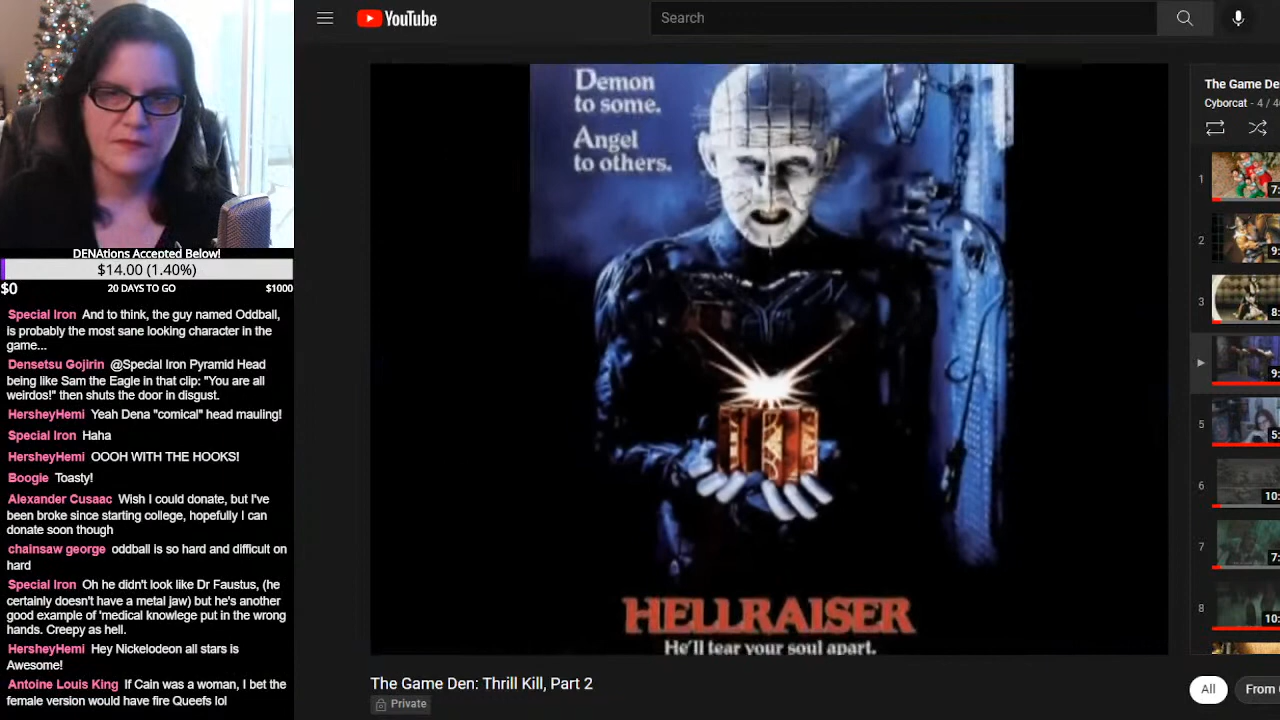 YouTube
Search
Demon
to some.
Angel
to others.
HELLRAISER
He'll tear your soul apart.
The Game Den: Thrill Kill, Part 2
Private
The Game De
Cyborcat - 4 / 4
1
7:
2
9:
3
8:
9:
5
5:
6
10:
7
7:
8
10:
All
From
DENAtions Accepted Below!
$14.00 (1.40%)
$0
20 DAYS TO GO
$1000
Special Iron And to think, the guy named Oddball,
is probably the most sane looking character in the
game...
Densetsu Gojirin @Special Iron Pyramid Head
being like Sam the Eagle in that clip: "You are all
weirdos!" then shuts the door in disgust.
HersheyHemi Yeah Dena "comical" head mauling!
Special Iron Haha
HersheyHemi OOOH WITH THE HOOKS!
Boogie Toasty!
Alexander Cusaac Wish I could donate, but I've
been broke since starting college, hopefully I can
donate soon though
chainsaw george oddball is so hard and difficult on
hard
Special Iron Oh he didn't look like Dr Faustus, (he
certainly doesn't have a metal jaw) but he's another
good example of 'medical knowlege put in the wrong
hands. Creepy as hell.
HersheyHemi Hey Nickelodeon all stars is
Awesome!
Antoine Louis King If Cain was a woman, I bet the
female version would have fire Queefs lol